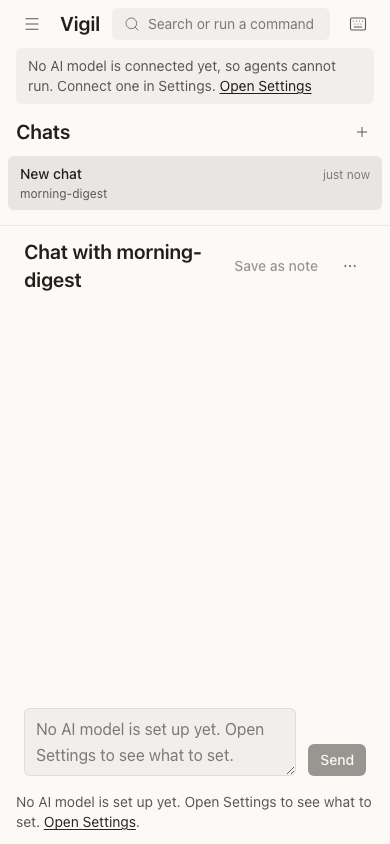 Vigil
Search or run a command
No AI model is connected yet, so agents cannot
run. Connect one in Settings. Open Settings
Chats
New chat
just now
morning-digest
Chat with morning-
digest
Save as note
No AI model is set up yet. Open
Settings to see what to set.
Send
No AI model is set up yet. Open Settings to see what to
set. Open Settings.